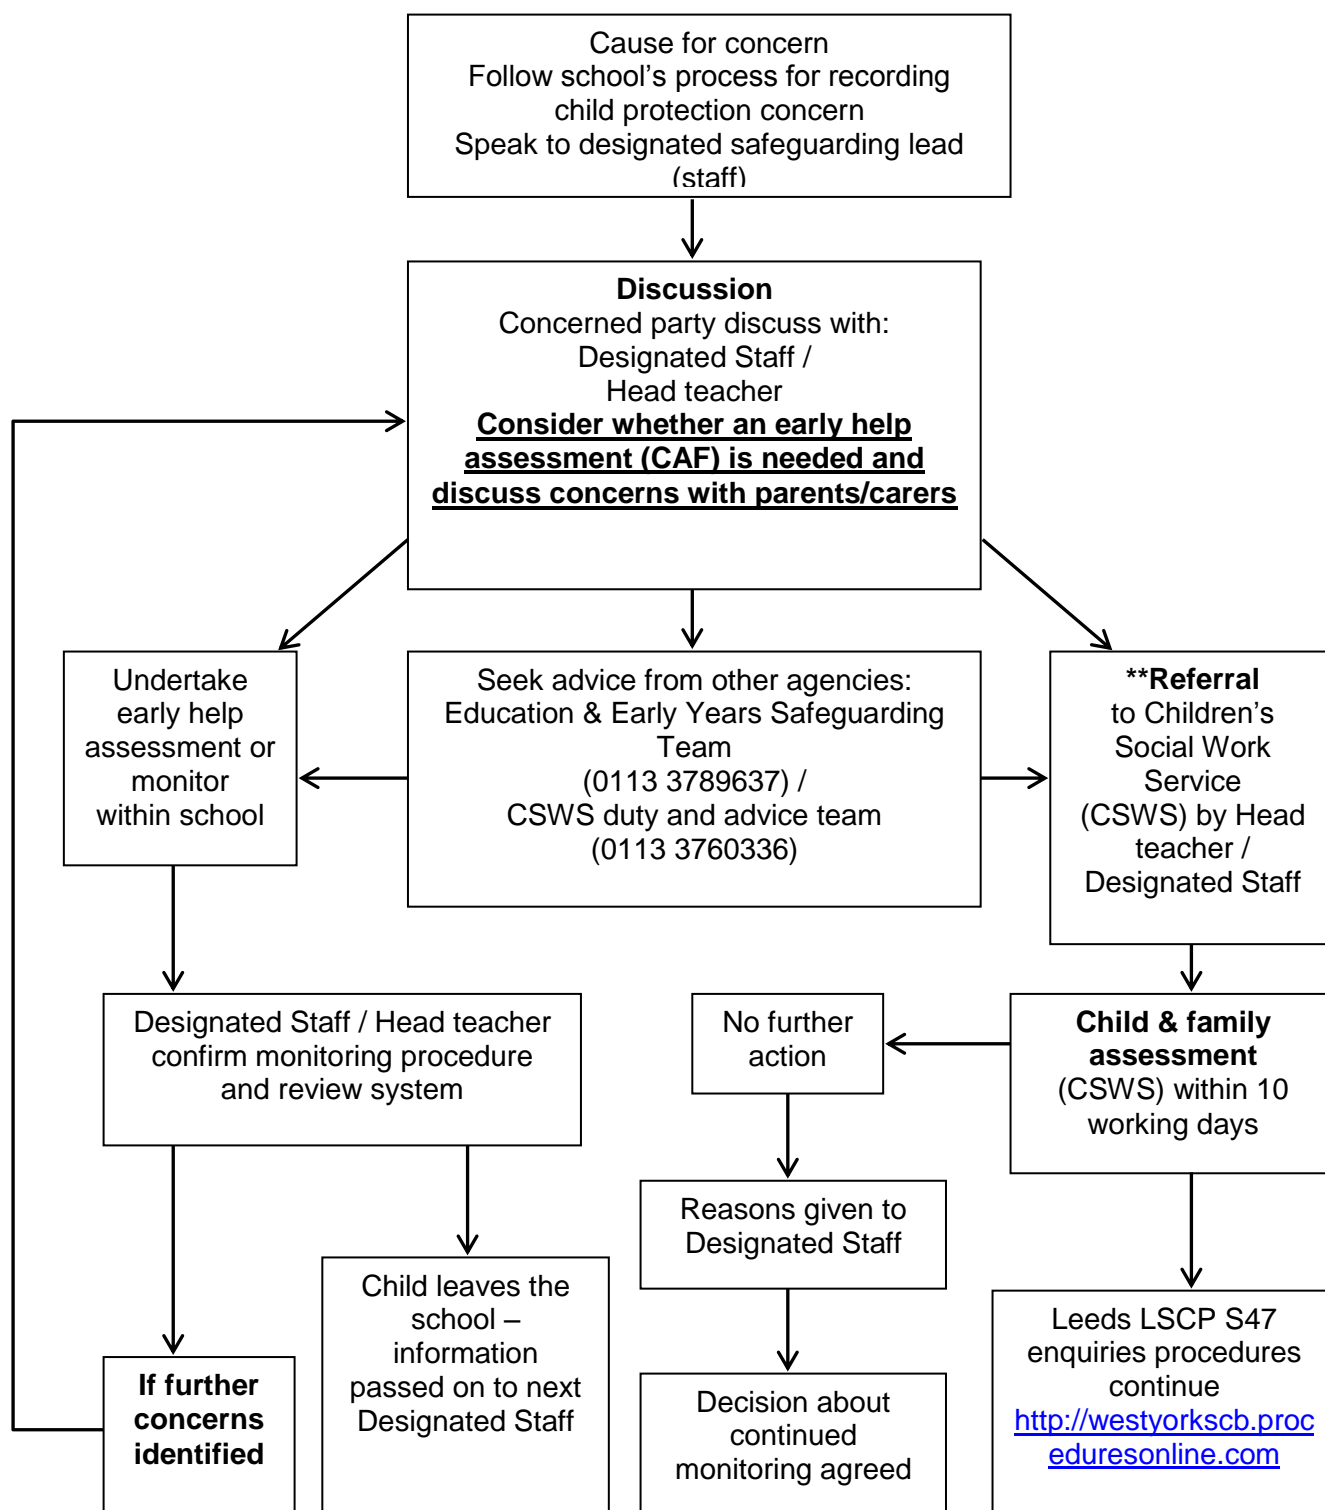 Cause for concern
Follow school’s process for recording
child protection concern
Speak to designated safeguarding lead
(staff)
Discussion
Concerned party discuss with:
Designated Staff /
Head teacher
Consider whether an early help
assessment (CAF) is needed and
discuss concerns with parents/carers
Undertake
early help
assessment or
monitor
within school
Seek advice from other agencies:
Education & Early Years Safeguarding
Team
(0113 3789637) /
CSWS duty and advice team
(0113 3760336)
**Referral
to Children’s
Social Work
Service
(CSWS) by Head
teacher /
Designated Staff
Designated Staff / Head teacher
confirm monitoring procedure
and review system
No further
action
Child & family
assessment
(CSWS) within 10
working days
Reasons given to
Designated Staff
If further
concerns
identified
Child leaves the
school –
information
passed on to next
Designated Staff
Decision about
continued
monitoring agreed
Leeds LSCP S47
enquiries procedures
continue
http://westyorkscb.proc
eduresonline.com